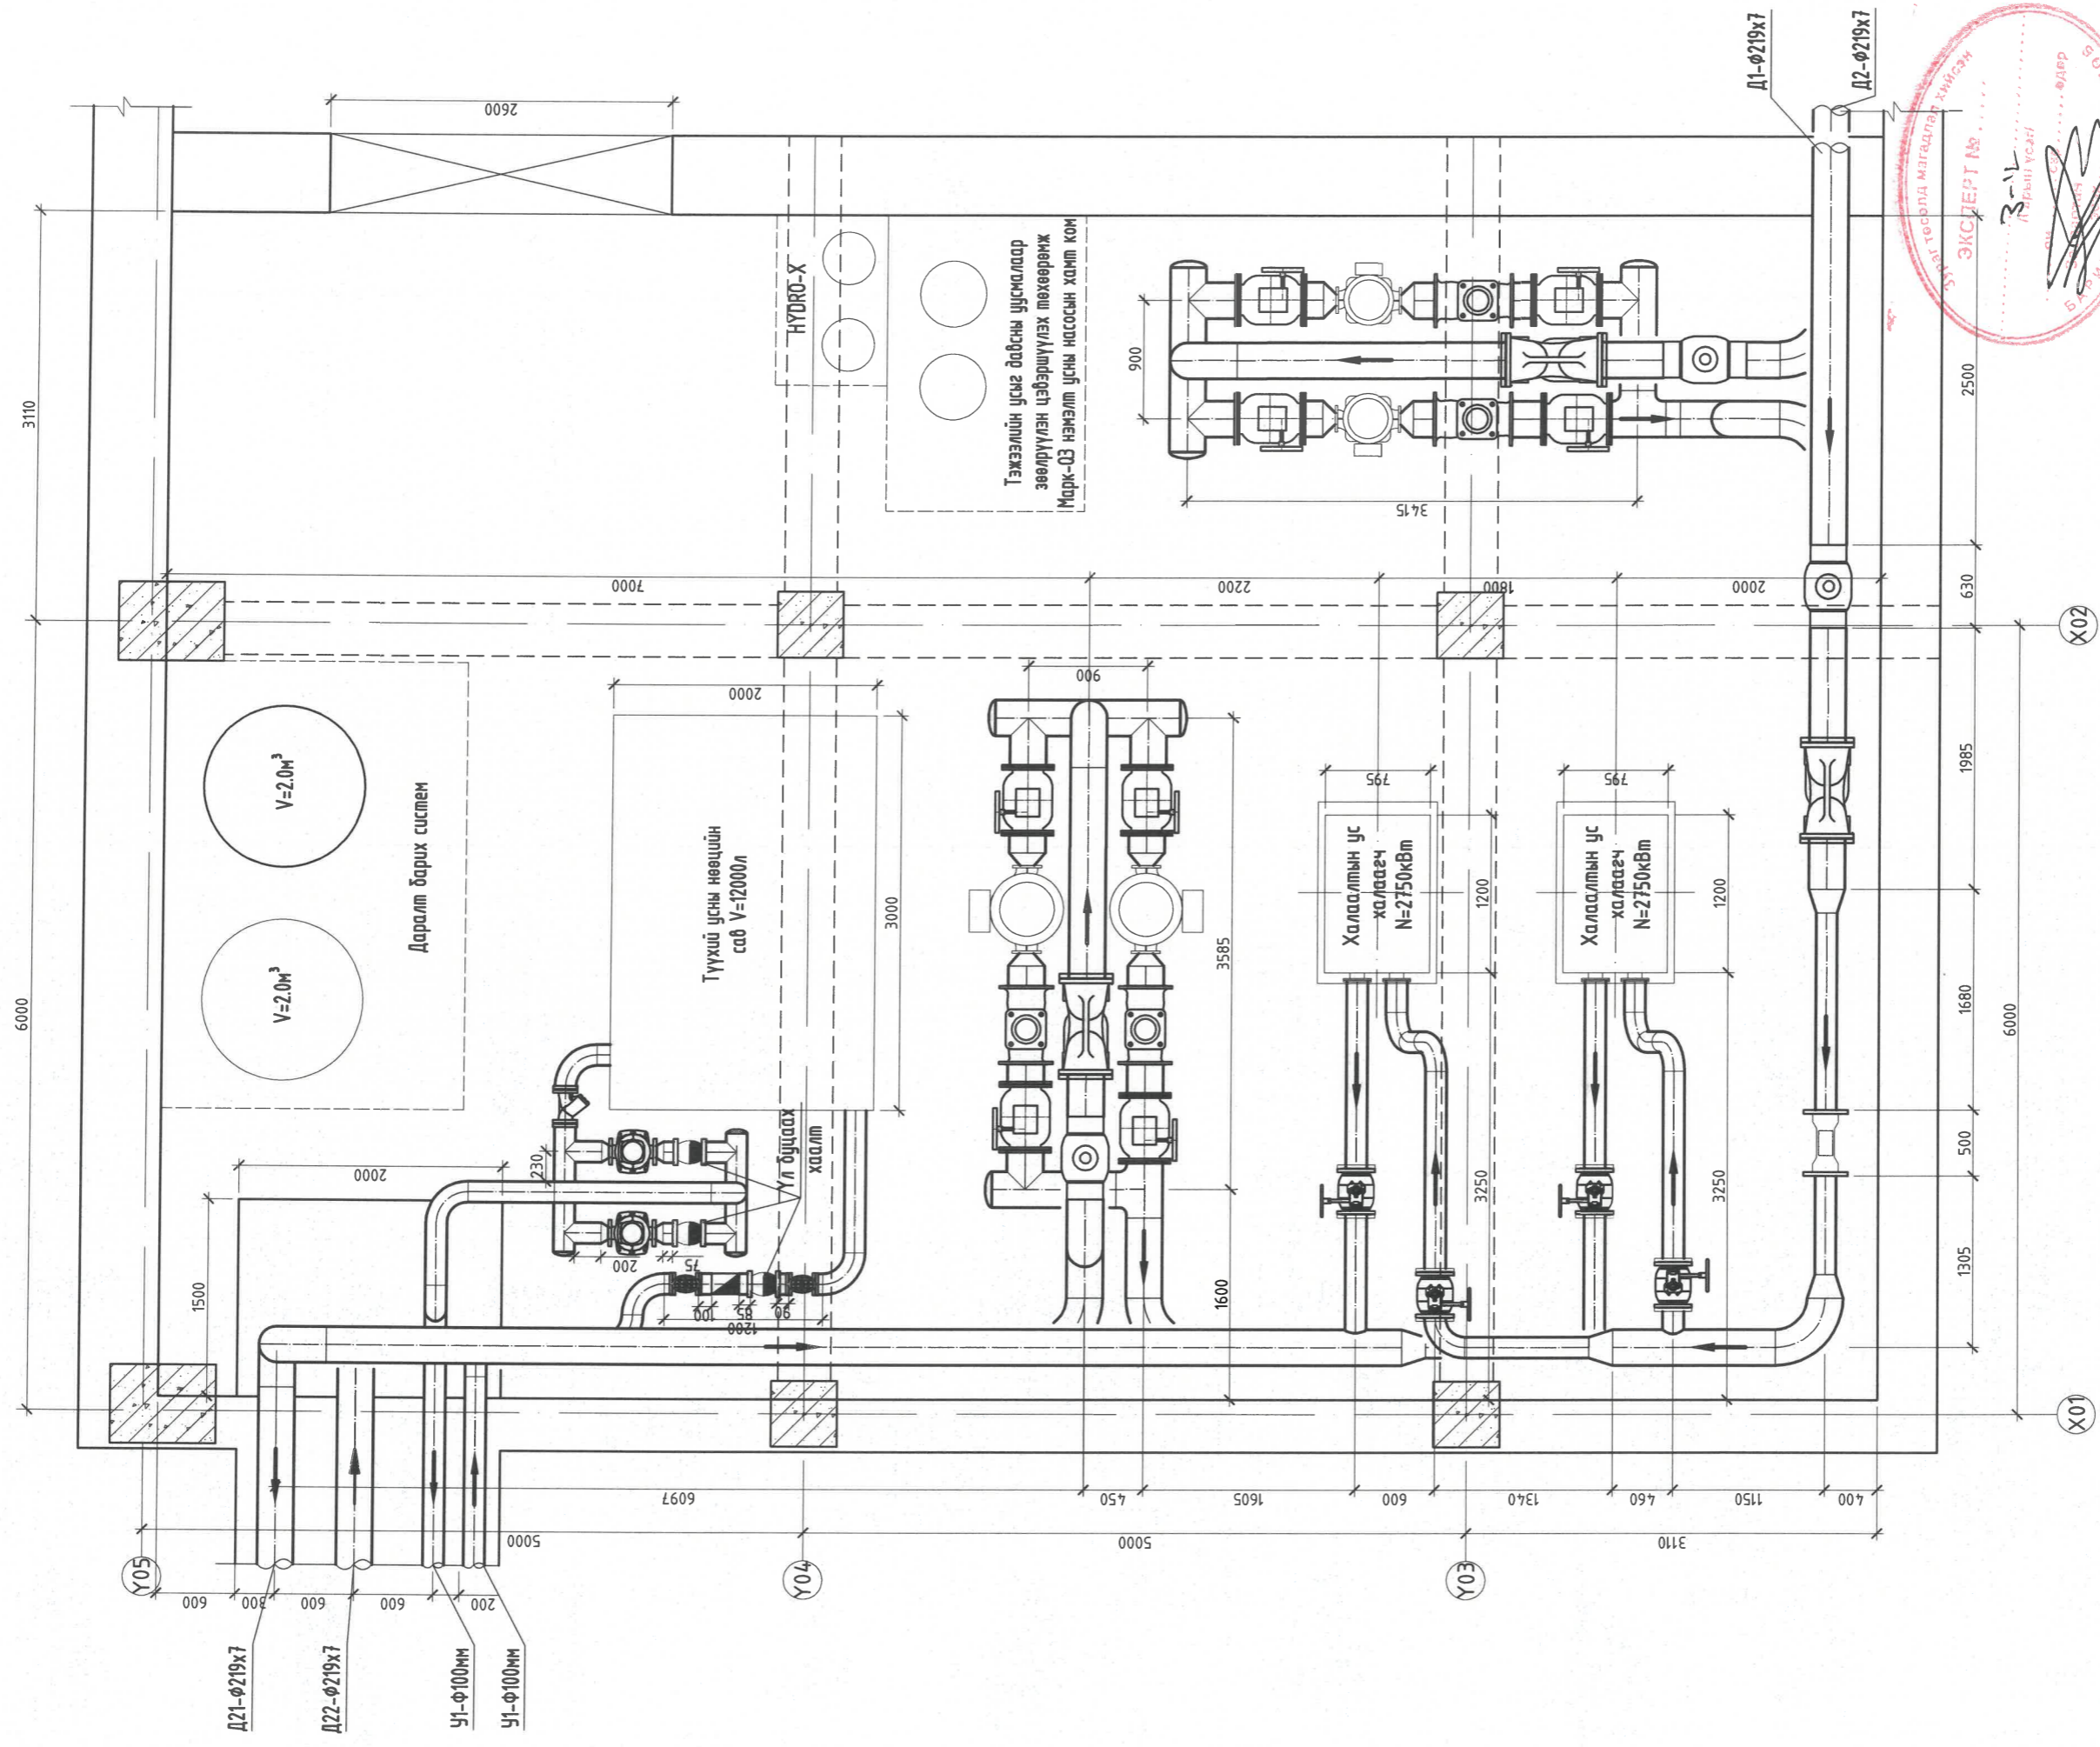 Д1-Ф219х7
Д2-Ф219х7
2600
3110
6000
HYDRO-X
Тэжээлийн усыг давсны уусмалаар
зөөлрүүлэн цэвэршүүлэх төхөөрөмж
Марк-Q3 нэмэлт усны насосын хамт ком
900
3415
2500
630
1985
1680
500
1305
6000
7000
2200
1800
2000
X02
X01
V=2.0м³
V=2.0м³
Даралт барих систем
2000
Түүхий усны нөөцийн
сав V=12000л
3000
900
3585
1600
795
Халаалтын ус
халаагч
N=2750кВт
1200
3250
795
Халаалтын ус
халаагч
N=2750кВт
1200
3250
2000
1500
230
200
75
Үл буцаах
хаалт
100
85
90
1200
6097
450
1605
600
1340
460
1150
400
5000
5000
3110
Y05
Y04
Y03
600
300
600
600
200
Д21-Ф219х7
Д22-Ф219х7
У1-Ф100мм
У1-Ф100мм
ЭКСПЕРТ №